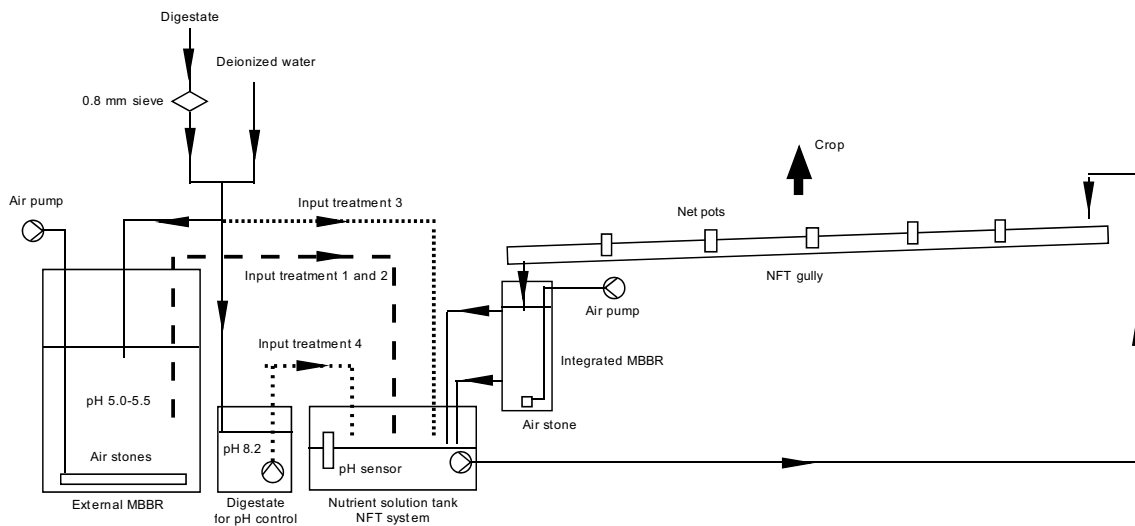 Digestate
Deionized water
0.8 mm sieve
Crop
Air pump
Input treatment 3
Net pots
NFT gully
Input treatment 1 and 2
Air pump
Input treatment 4
Integrated MBBR
pH 5.0-5.5
Air stone
pH 8.2
Air stones
pH sensor
External MBBR
Digestate
for pH control
Nutrient solution tank
NFT system